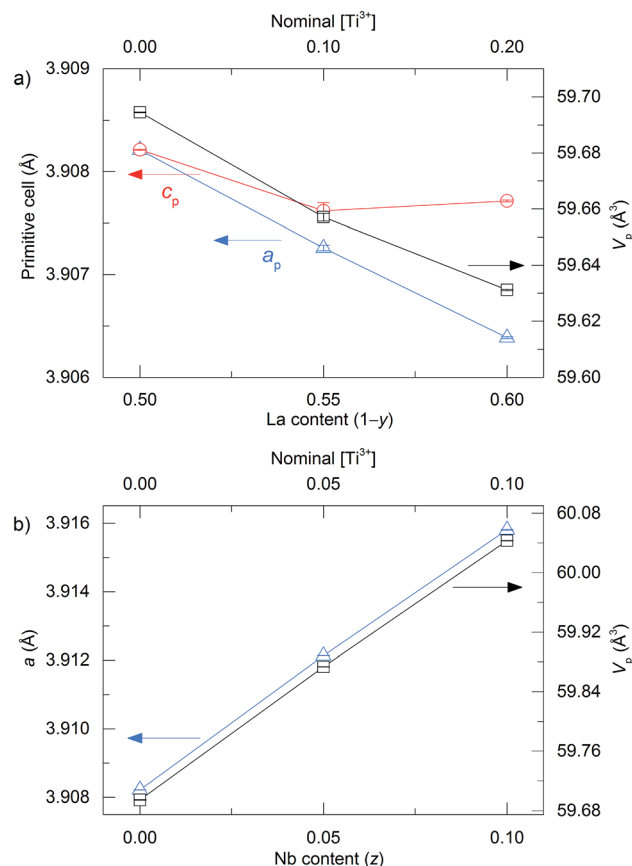 Nominal [Ti³⁺]
0.00 0.10 0.20
a)
3.909
3.908
3.907
3.906
Primitive cell (Å)
cₚ
aₚ
59.70
59.68
59.66
59.64
59.62
59.60
Vₚ (Å³)
0.50 0.55 0.60
La content (1–y)
Nominal [Ti³⁺]
0.00 0.05 0.10
b)
3.916
3.914
3.912
3.910
3.908
a (Å)
60.08
60.00
59.92
59.84
59.76
59.68
Vₚ (Å³)
0.00 0.05 0.10
Nb content (z)